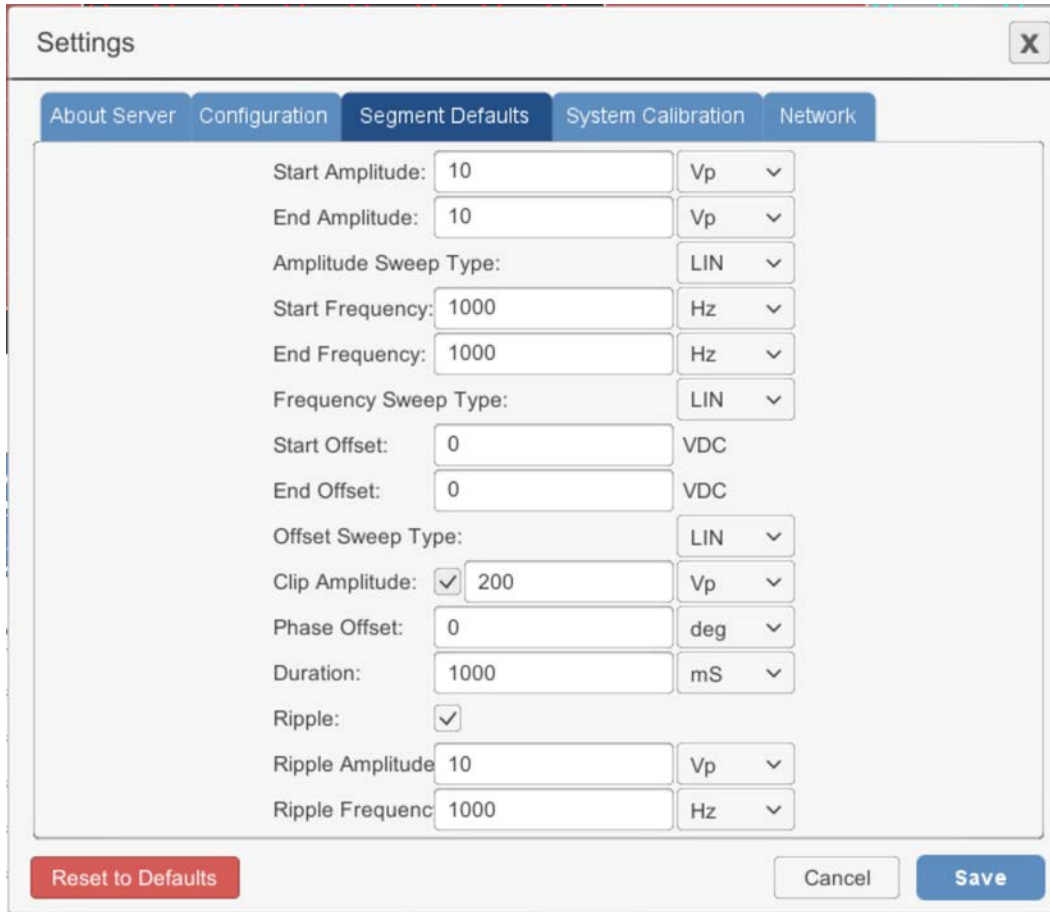 Settings X
About Server Configuration Segment Defaults System Calibration Network
Start Amplitude: 10 Vp
End Amplitude: 10 Vp
Amplitude Sweep Type: LIN
Start Frequency: 1000 Hz
End Frequency: 1000 Hz
Frequency Sweep Type: LIN
Start Offset: 0 VDC
End Offset: 0 VDC
Offset Sweep Type: LIN
Clip Amplitude: 200 Vp
Phase Offset: 0 deg
Duration: 1000 mS
Ripple:
Ripple Amplitude 10 Vp
Ripple Frequenc 1000 Hz
Reset to Defaults Cancel Save